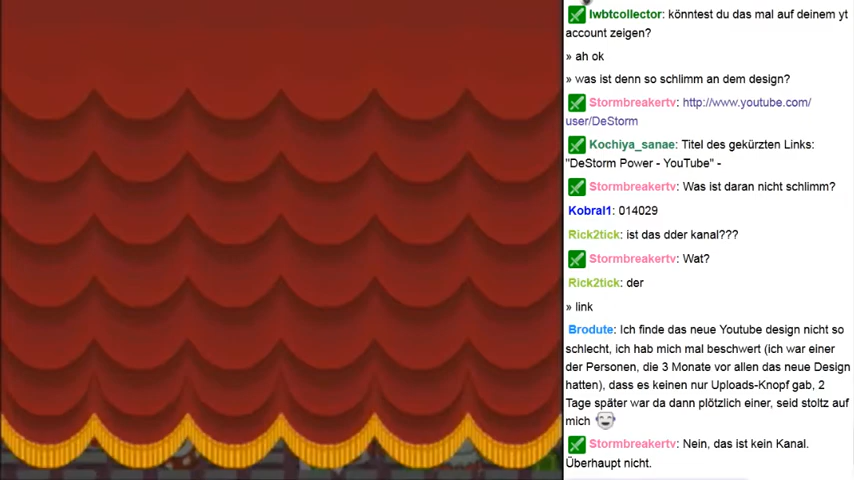 lwbtcollector: könntest du das mal auf deinem yt
account zeigen?
» ah ok
» was ist denn so schlimm an dem design?
Stormbreakertv: http://www.youtube.com/
user/DeStorm
Kochiya_sanae: Titel des gekürzten Links:
"DeStorm Power - YouTube" -
Stormbreakertv: Was ist daran nicht schlimm?
Kobral1: 014029
Rick2tick: ist das dder kanal???
Stormbreakertv: Wat?
Rick2tick: der
» link
Brodute: Ich finde das neue Youtube design nicht so
schlecht, ich hab mich mal beschwert (ich war einer
der Personen, die 3 Monate vor allen das neue Design
hatten), dass es keinen nur Uploads-Knopf gab, 2
Tage später war da dann plötzlich einer, seid stoltz auf
mich
Stormbreakertv: Nein, das ist kein Kanal.
Überhaupt nicht.